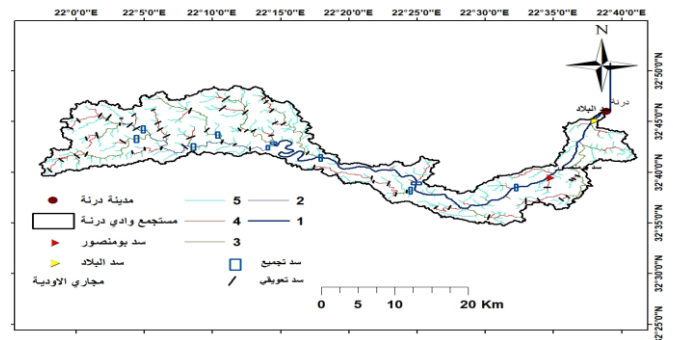 22°0'0"E 22°5'0"E 22°10'0"E 22°15'0"E 22°20'0"E 22°25'0"E 22°30'0"E 22°35'0"E 22°40'0"E
N
32°50'0"N
32°45'0"N
32°40'0"N
32°35'0"N
32°30'0"N
32°25'0"N
درنة
سد البلاد
مدينة درنة 5 2
مستجمع وادي درنة 4 1
سد بومنصور 3
سد البلاد سد تجميع
مجاري الاودية سد تعويقي
0 5 10 20 Km